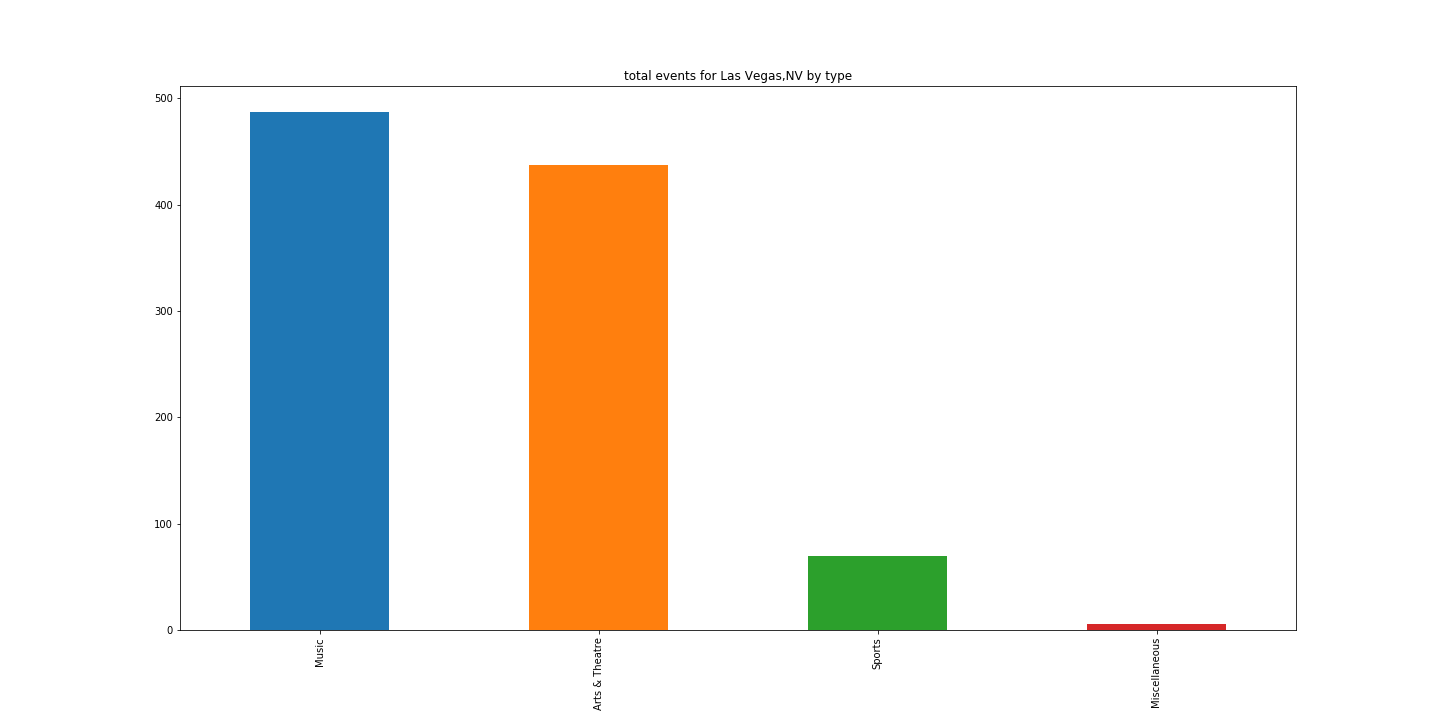 total events for Las Vegas,NV by type
500
400
300
200
100
0
Music
Arts & Theatre
Sports
Miscellaneous